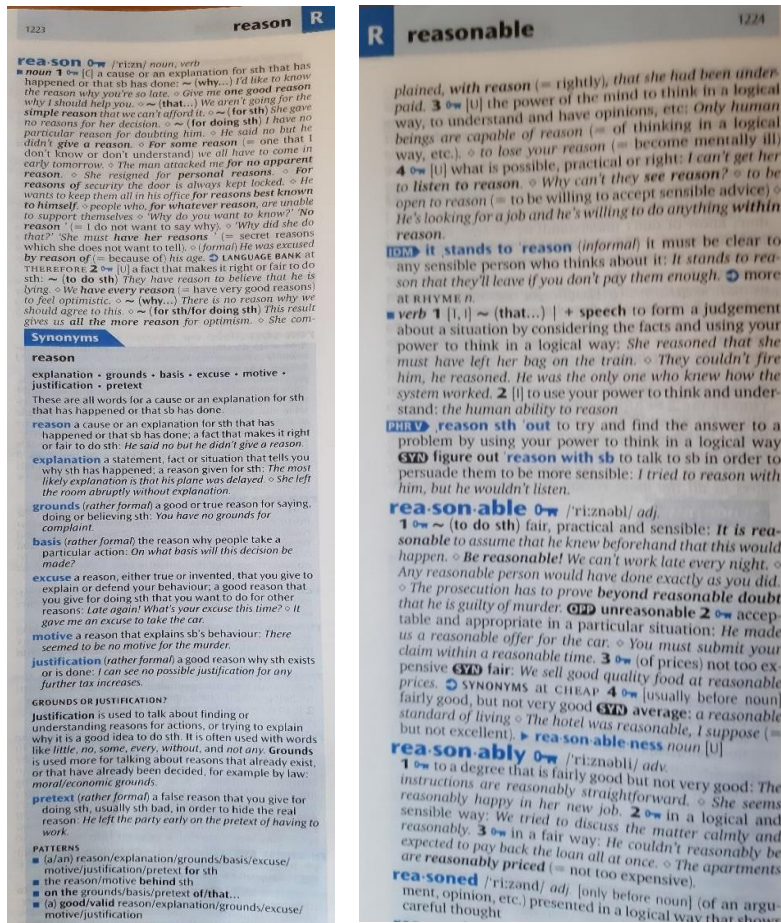 1223
reason R
rea·son /ˈriːzn/ noun, verb
■ noun 1 [C] a cause or an explanation for sth that has
happened or that sb has done: ~ (why...) I'd like to know
the reason why you're so late. ◇ Give me one good reason
why I should help you. ◇ ~ (that...) We aren't going for the
simple reason that we can't afford it. ◇ ~ (for sth) She gave
no reasons for her decision. ◇ ~ (for doing sth) I have no
particular reason for doubting him. ◇ He said no but he
didn't give a reason. ◇ For some reason (= one that I
don't know or don't understand) we all have to come in
early tomorrow. ◇ The man attacked me for no apparent
reason. ◇ She resigned for personal reasons. ◇ For
reasons of security the door is always kept locked. ◇ He
wants to keep them all in his office for reasons best known
to himself. ◇ people who, for whatever reason, are unable
to support themselves ◇ 'Why do you want to know?' 'No
reason' (= I do not want to say why). ◇ 'Why did she do
that?' 'She must have her reasons' (= secret reasons
which she does not want to tell). ◇ (formal) He was excused
by reason of (= because of) his age. ➲ LANGUAGE BANK at
THEREFORE 2 [U] a fact that makes it right or fair to do
sth: ~ (to do sth) They have reason to believe that he is
lying. ◇ We have every reason (= have very good reasons)
to feel optimistic. ◇ ~ (why...) There is no reason why we
should agree to this. ◇ ~ (for sth/for doing sth) This result
gives us all the more reason for optimism. ◇ She com-
Synonyms
reason
explanation • grounds • basis • excuse • motive •
justification • pretext
These are all words for a cause or an explanation for sth
that has happened or that sb has done.
reason a cause or an explanation for sth that has
happened or that sb has done; a fact that makes it right
or fair to do sth: He said no but he didn't give a reason.
explanation a statement, fact or situation that tells you
why sth has happened; a reason given for sth: The most
likely explanation is that his plane was delayed. ◇ She left
the room abruptly without explanation.
grounds (rather formal) a good or true reason for saying,
doing or believing sth: You have no grounds for
complaint.
basis (rather formal) the reason why people take a
particular action: On what basis will this decision be
made?
excuse a reason, either true or invented, that you give to
explain or defend your behaviour; a good reason that
you give for doing sth that you want to do for other
reasons: Late again! What's your excuse this time? ◇ It
gave me an excuse to take the car.
motive a reason that explains sb's behaviour: There
seemed to be no motive for the murder.
justification (rather formal) a good reason why sth exists
or is done: I can see no possible justification for any
further tax increases.
GROUNDS OR JUSTIFICATION?
Justification is used to talk about finding or
understanding reasons for actions, or trying to explain
why it is a good idea to do sth. It is often used with words
like little, no, some, every, without, and not any. Grounds
is used more for talking about reasons that already exist,
or that have already been decided, for example by law:
moral/economic grounds.
pretext (rather formal) a false reason that you give for
doing sth, usually sth bad, in order to hide the real
reason: He left the party early on the pretext of having to
work.
PATTERNS
■ (a/an) reason/explanation/grounds/basis/excuse/
motive/justification/pretext for sth
■ the reason/motive behind sth
■ on the grounds/basis/pretext of/that...
■ (a) good/valid reason/explanation/grounds/excuse/
motive/justification
R reasonable 1224
plained, with reason (= rightly), that she had been under-
paid. 3 [U] the power of the mind to think in a logical
way, to understand and have opinions, etc: Only human
beings are capable of reason (= of thinking in a logical
way, etc.). ◇ to lose your reason (= become mentally ill)
4 [U] what is possible, practical or right: I can't get her
to listen to reason. ◇ Why can't they see reason? ◇ to be
open to reason (= to be willing to accept sensible advice) ◇
He's looking for a job and he's willing to do anything within
reason.
IDM it ˌstands to ˈreason (informal) it must be clear to
any sensible person who thinks about it: It stands to rea-
son that they'll leave if you don't pay them enough. ➲ more
at RHYME n.
■ verb 1 [T, I] ~ (that...) | + speech to form a judgement
about a situation by considering the facts and using your
power to think in a logical way: She reasoned that she
must have left her bag on the train. ◇ They couldn't fire
him, he reasoned. He was the only one who knew how the
system worked. 2 [I] to use your power to think and under-
stand: the human ability to reason
PHR V ˌreason sth ˈout to try and find the answer to a
problem by using your power to think in a logical way
SYN figure out ˈreason with sb to talk to sb in order to
persuade them to be more sensible: I tried to reason with
him, but he wouldn't listen.
rea·son·able /ˈriːznəbl/ adj.
1 ~ (to do sth) fair, practical and sensible: It is rea-
sonable to assume that he knew beforehand that this would
happen. ◇ Be reasonable! We can't work late every night. ◇
Any reasonable person would have done exactly as you did.
◇ The prosecution has to prove beyond reasonable doubt
that he is guilty of murder. OPP unreasonable 2 accep-
table and appropriate in a particular situation: He made
us a reasonable offer for the car. ◇ You must submit your
claim within a reasonable time. 3 (of prices) not too ex-
pensive SYN fair: We sell good quality food at reasonable
prices. ➲ SYNONYMS at CHEAP 4 [usually before noun]
fairly good, but not very good SYN average: a reasonable
standard of living ◇ The hotel was reasonable, I suppose (=
but not excellent). ▶ rea·son·able·ness noun [U]
rea·son·ably /ˈriːznəbli/ adv.
1 to a degree that is fairly good but not very good: The
instructions are reasonably straightforward. ◇ She seems
reasonably happy in her new job. 2 in a logical and
sensible way: We tried to discuss the matter calmly and
reasonably. 3 in a fair way: He couldn't reasonably be
expected to pay back the loan all at once. ◇ The apartments
are reasonably priced (= not too expensive).
rea·soned /ˈriːzənd/ adj. [only before noun] (of an argu-
ment, opinion, etc.) presented in a logical way that shows
careful thought